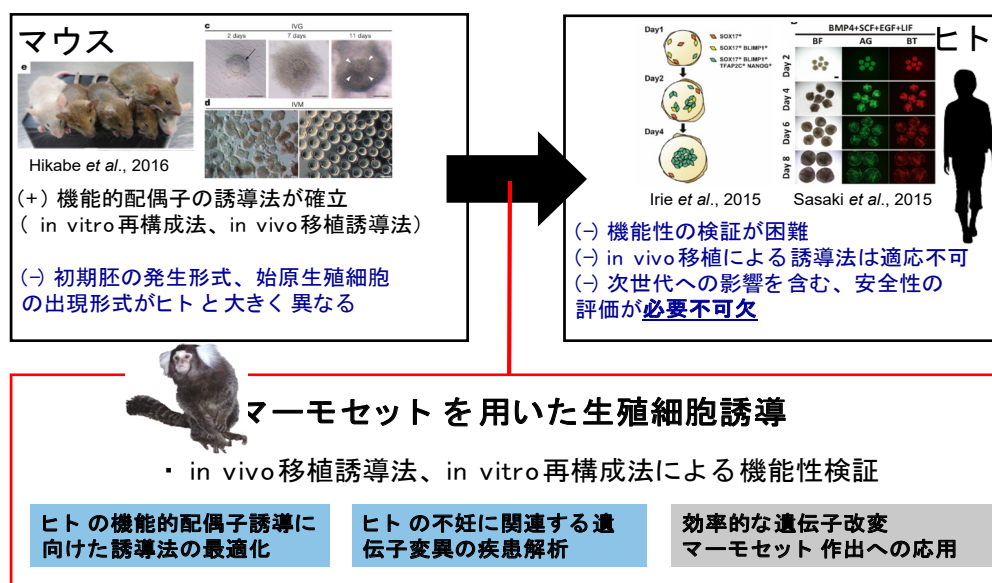 マウス
e
Hikabe et al., 2016
c
IVG
2 days
7 days
11 days
d
IVM
(+) 機能的配偶子の誘導法が確立
( in vitro再構成法、in vivo移植誘導法)
(-) 初期胚の発生形式、始原生殖細胞
の出現形式がヒトと大きく異なる
ヒト
Day1
Day2
Day4
SOX17+
SOX17+ BLIMP1+
SOX17+ BLIMP1+
TFAP2C+ NANOG+
Irie et al., 2015
BMP4+SCF+EGF+LIF
BF
AG
BT
Day 2
Day 4
Day 6
Day 8
Sasaki et al., 2015
(-) 機能性の検証が困難
(-) in vivo移植による誘導法は適応不可
(-) 次世代への影響を含む、安全性の
評価が必要不可欠
マーモセットを用いた生殖細胞誘導
・ in vivo移植誘導法、in vitro再構成法による機能性検証
ヒトの機能的配偶子誘導に
向けた誘導法の最適化
ヒトの不妊に関連する遺
伝子変異の疾患解析
効率的な遺伝子改変
マーモセット作出への応用